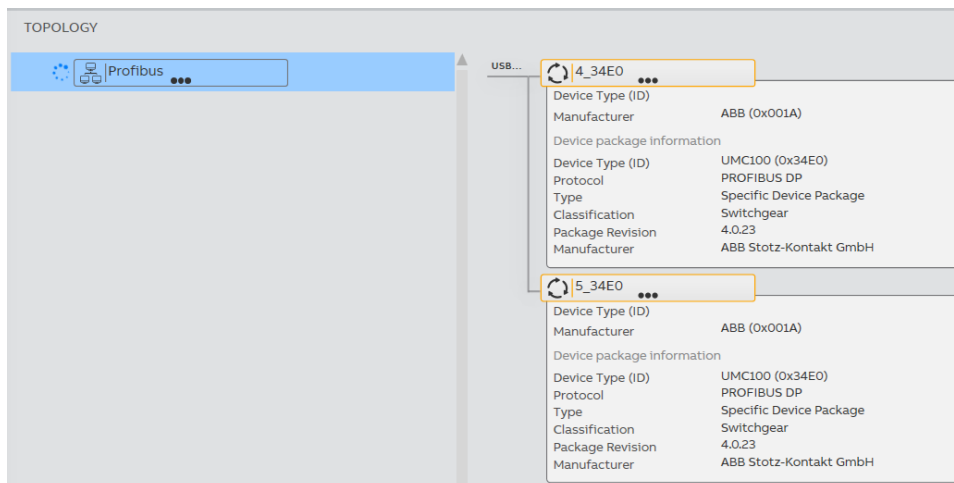 TOPOLOGY
Profibus
USB...
4_34E0
Device Type (ID)
Manufacturer ABB (0x001A)
Device package information
Device Type (ID) UMC100 (0x34E0)
Protocol PROFIBUS DP
Type Specific Device Package
Classification Switchgear
Package Revision 4.0.23
Manufacturer ABB Stotz-Kontakt GmbH
5_34E0
Device Type (ID)
Manufacturer ABB (0x001A)
Device package information
Device Type (ID) UMC100 (0x34E0)
Protocol PROFIBUS DP
Type Specific Device Package
Classification Switchgear
Package Revision 4.0.23
Manufacturer ABB Stotz-Kontakt GmbH